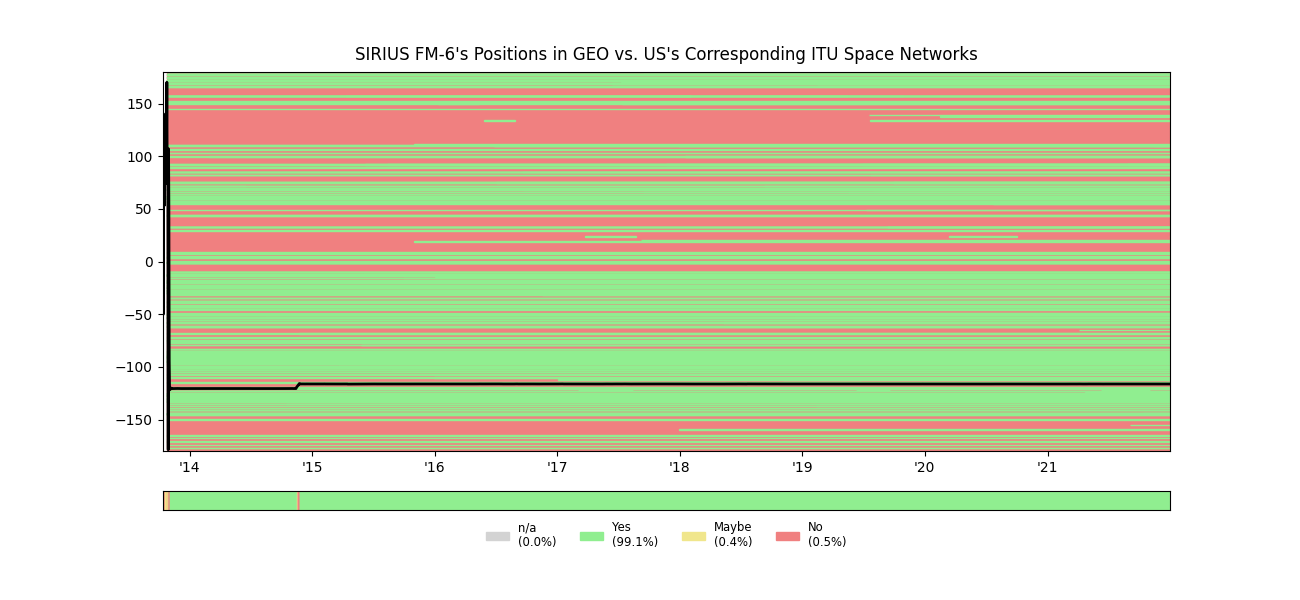 SIRIUS FM-6's Positions in GEO vs. US's Corresponding ITU Space Networks
150
100
50
0
−50
−100
−150
'14 '15 '16 '17 '18 '19 '20 '21
n/a Yes Maybe No
(0.0%) (99.1%) (0.4%) (0.5%)